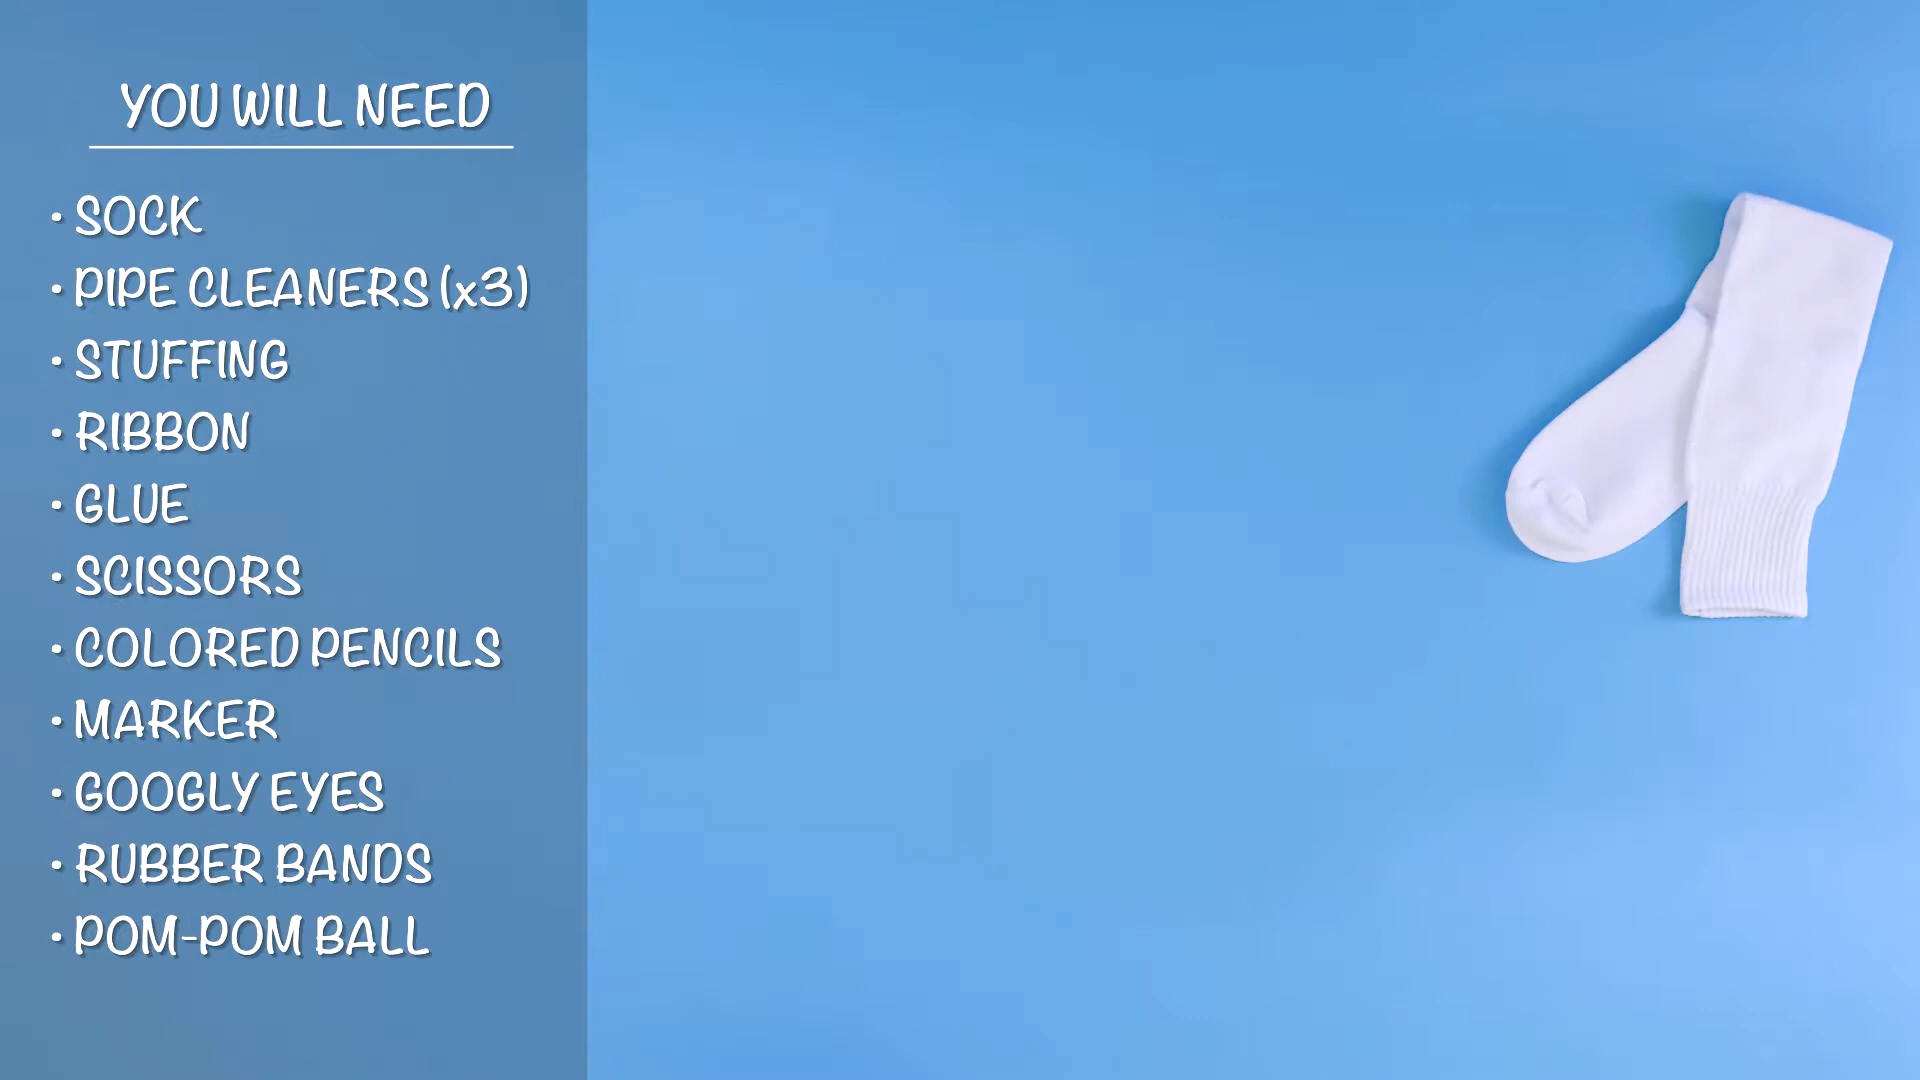 YOU WILL NEED
• SOCK
• PIPE CLEANERS (x3)
• STUFFING
• RIBBON
• GLUE
• SCISSORS
• COLORED PENCILS
• MARKER
• GOOGLY EYES
• RUBBER BANDS
• POM-POM BALL